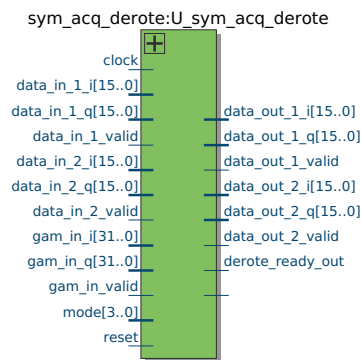 sym_acq_derote:U_sym_acq_derote
clock
data_in_1_i[15..0]
data_in_1_q[15..0]
data_in_1_valid
data_in_2_i[15..0]
data_in_2_q[15..0]
data_in_2_valid
gam_in_i[31..0]
gam_in_q[31..0]
gam_in_valid
mode[3..0]
reset
data_out_1_i[15..0]
data_out_1_q[15..0]
data_out_1_valid
data_out_2_i[15..0]
data_out_2_q[15..0]
data_out_2_valid
derote_ready_out